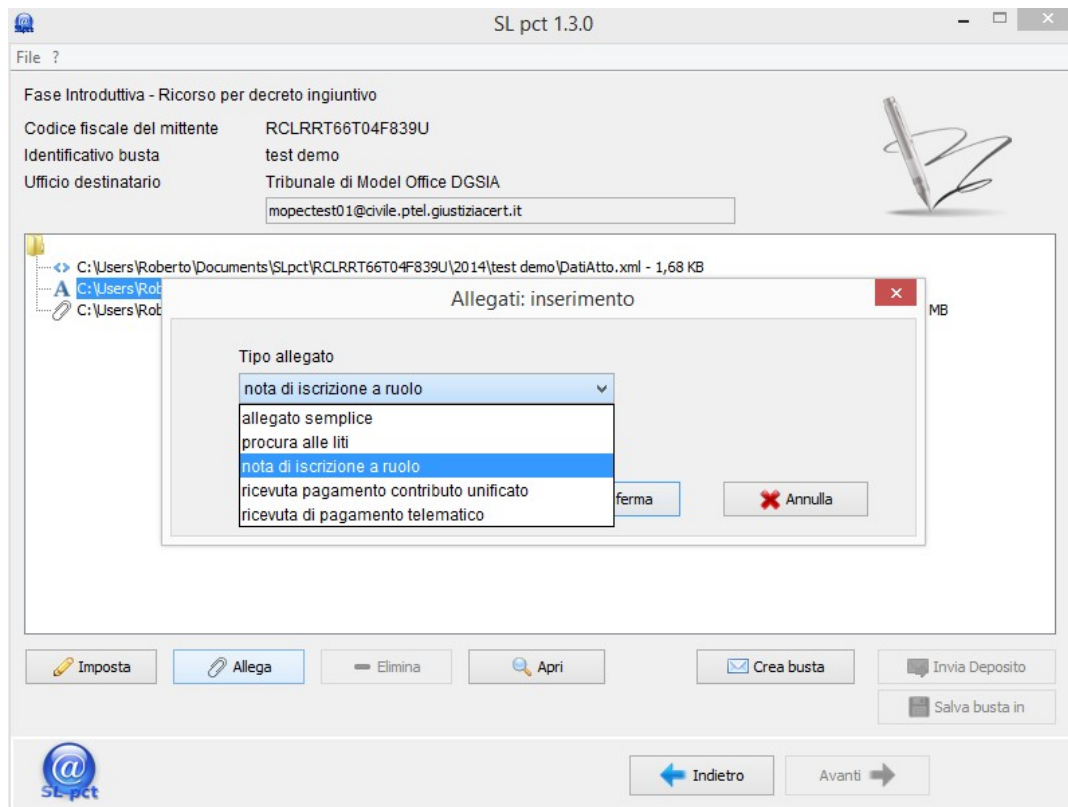 SL pct 1.3.0
File ?
Fase Introduttiva - Ricorso per decreto ingiuntivo
Codice fiscale del mittente RCLRRT66T04F839U
Identificativo busta test demo
Ufficio destinatario Tribunale di Model Office DGSIA
mopectest01@civile.ptel.giustiziacert.it
C:\Users\Roberto\Documents\SLpct\RCLRRT66T04F839U\2014\test demo\DatiAtto.xml - 1,68 KB
C:\Users\Rob
C:\Users\Rob MB
Allegati: inserimento
Tipo allegato
nota di iscrizione a ruolo
allegato semplice
procura alle liti
nota di iscrizione a ruolo
ricevuta pagamento contributo unificato
ricevuta di pagamento telematico
ferma Annulla
Imposta Allega Elimina Apri Crea busta Invia Deposito
Salva busta in
SL pct
Indietro Avanti